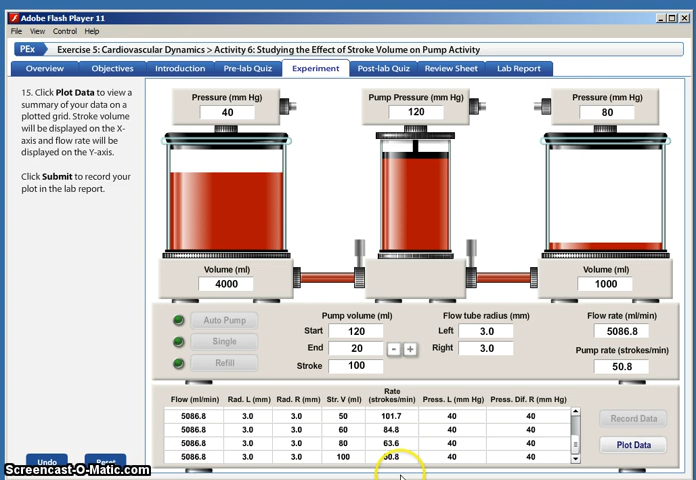 Adobe Flash Player 11
File View Control Help
PEx Exercise 5: Cardiovascular Dynamics > Activity 6: Studying the Effect of Stroke Volume on Pump Activity
Overview Objectives Introduction Pre-lab Quiz Experiment Post-lab Quiz Review Sheet Lab Report
15. Click Plot Data to view a
summary of your data on a
plotted grid. Stroke volume
will be displayed on the X-
axis and flow rate will be
displayed on the Y-axis.
Click Submit to record your
plot in the lab report.
Pressure (mm Hg) Pump Pressure (mm Hg) Pressure (mm Hg)
40 120 80
Volume (ml) Volume (ml)
4000 1000
Auto Pump
Single
Refill
Pump volume (ml)
Start 120
End 20 - +
Stroke 100
Flow tube radius (mm)
Left 3.0
Right 3.0
Flow rate (ml/min)
5086.8
Pump rate (strokes/min)
50.8
Flow (ml/min) Rad. L (mm) Rad. R (mm) Str. V (ml) Rate (strokes/min) Press. L (mm Hg) Press. Dif. R (mm Hg)
5086.8 3.0 3.0 50 101.7 40 40
5086.8 3.0 3.0 60 84.8 40 40
5086.8 3.0 3.0 80 63.6 40 40
5086.8 3.0 3.0 100 50.8 40 40
Record Data
Plot Data
Undo Reset
Screencast-O-Matic.com